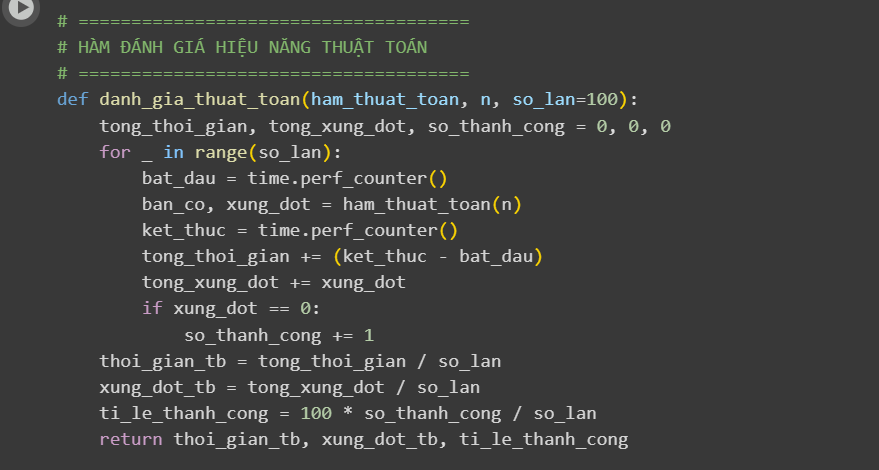 # =====================================
# HÀM ĐÁNH GIÁ HIỆU NĂNG THUẬT TOÁN
# =====================================
def danh_gia_thuat_toan(ham_thuat_toan, n, so_lan=100):
    tong_thoi_gian, tong_xung_dot, so_thanh_cong = 0, 0, 0
    for _ in range(so_lan):
        bat_dau = time.perf_counter()
        ban_co, xung_dot = ham_thuat_toan(n)
        ket_thuc = time.perf_counter()
        tong_thoi_gian += (ket_thuc - bat_dau)
        tong_xung_dot += xung_dot
        if xung_dot == 0:
            so_thanh_cong += 1
    thoi_gian_tb = tong_thoi_gian / so_lan
    xung_dot_tb = tong_xung_dot / so_lan
    ti_le_thanh_cong = 100 * so_thanh_cong / so_lan
    return thoi_gian_tb, xung_dot_tb, ti_le_thanh_cong